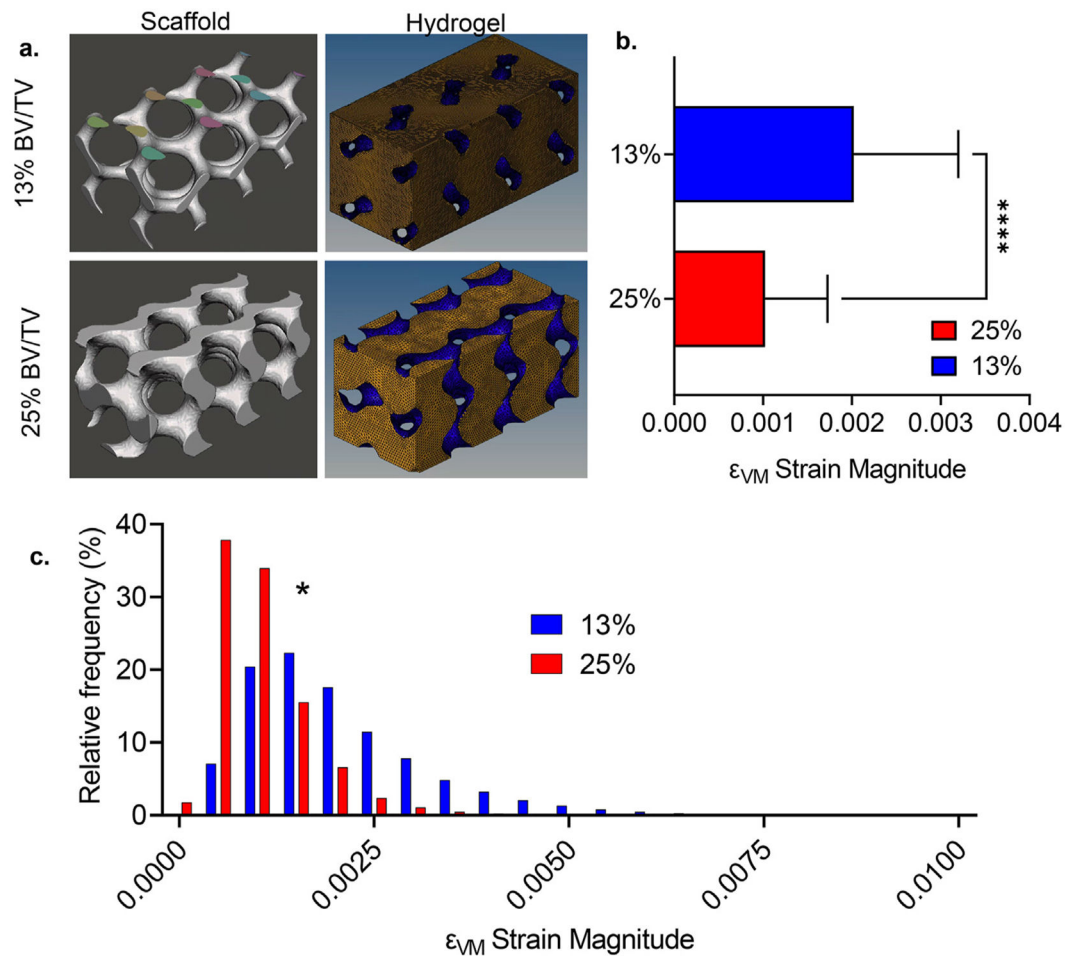 a.
Scaffold
Hydrogel
13% BV/TV
25% BV/TV
b.
13%
25%
****
25%
13%
0.000 0.001 0.002 0.003 0.004
εVM Strain Magnitude
c.
Relative frequency (%)
40
30
20
10
0
*
13%
25%
0.0000 0.0025 0.0050 0.0075 0.0100
εVM Strain Magnitude